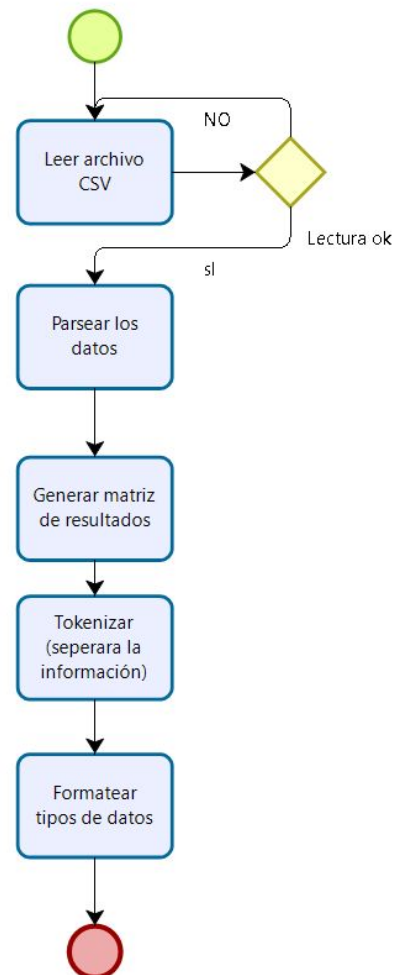 NO
Leer archivo
CSV
Lectura ok
sI
Parsear los
datos
Generar matriz
de resultados
Tokenizar
(seperara la
información)
Formatear
tipos de datos